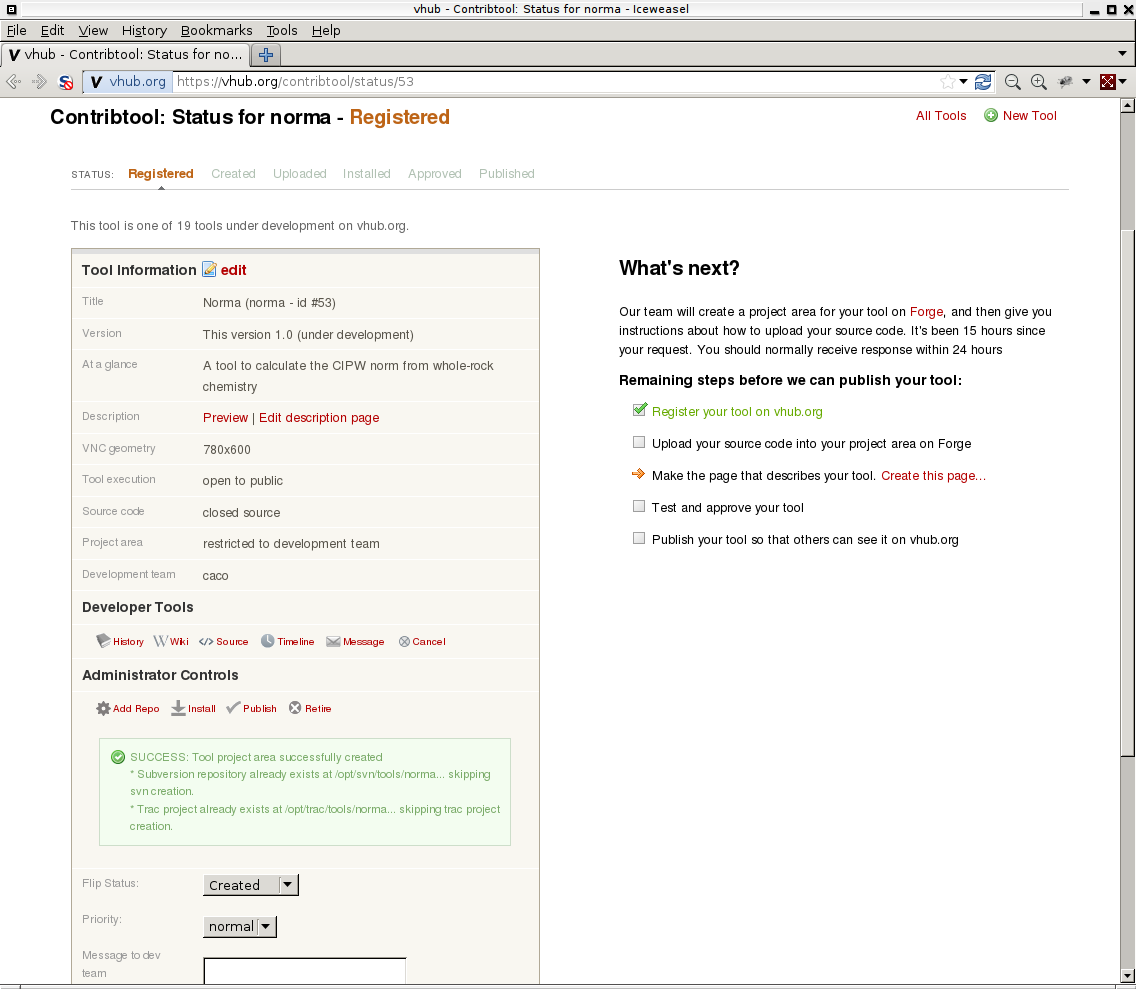 vhub - Contribtool: Status for norma - Iceweasel
File Edit View History Bookmarks Tools Help
vhub - Contribtool: Status for no...
vhub.org https://vhub.org/contribtool/status/53
Contribtool: Status for norma - Registered
All Tools New Tool
STATUS: Registered Created Uploaded Installed Approved Published
This tool is one of 19 tools under development on vhub.org.
Tool Information edit
Title Norma (norma - id #53)
Version This version 1.0 (under development)
At a glance A tool to calculate the CIPW norm from whole-rock
chemistry
Description Preview | Edit description page
VNC geometry 780x600
Tool execution open to public
Source code closed source
Project area restricted to development team
Development team caco
Developer Tools
History Wiki Source Timeline Message Cancel
Administrator Controls
Add Repo Install Publish Retire
SUCCESS: Tool project area successfully created
* Subversion repository already exists at /opt/svn/tools/norma... skipping
svn creation.
* Trac project already exists at /opt/trac/tools/norma... skipping trac project
creation.
Flip Status: Created
Priority: normal
Message to dev
team
What's next?
Our team will create a project area for your tool on Forge, and then give you
instructions about how to upload your source code. It's been 15 hours since
your request. You should normally receive response within 24 hours
Remaining steps before we can publish your tool:
Register your tool on vhub.org
Upload your source code into your project area on Forge
Make the page that describes your tool. Create this page...
Test and approve your tool
Publish your tool so that others can see it on vhub.org